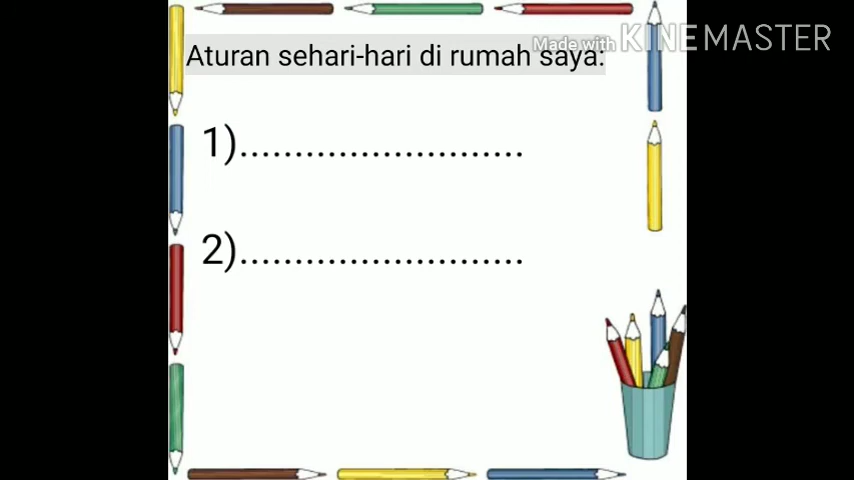 Made with KINEMASTER
Aturan sehari-hari di rumah saya:
1)..........................
2)..........................